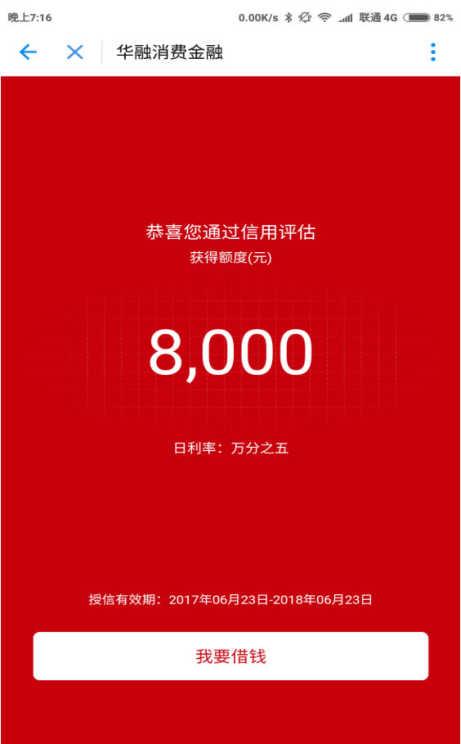 晚上7:16 0.00K/s 联通 4G 82%
华融消费金融
恭喜您通过信用评估
获得额度(元)
8,000
日利率：万分之五
授信有效期：2017年06月23日-2018年06月23日
我要借钱